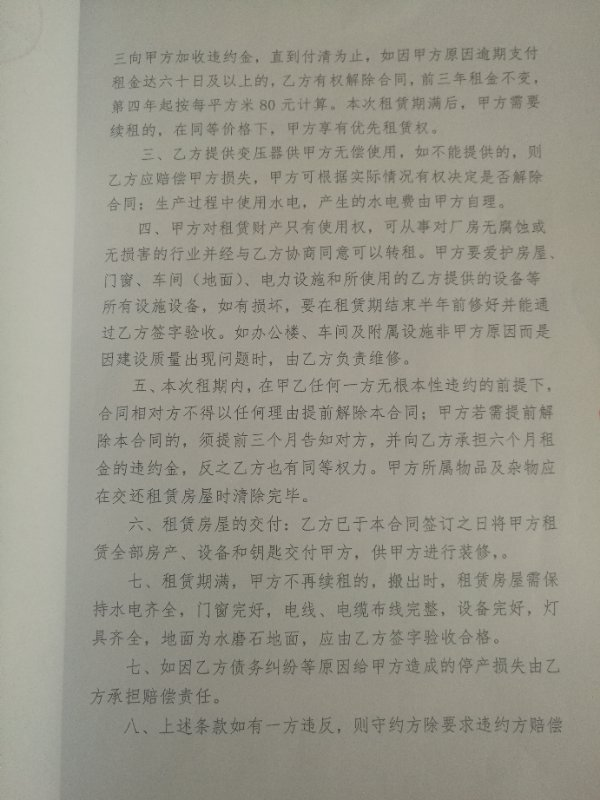 三向甲方加收违约金，直到付清为止，如因甲方原因逾期支付
租金达六十日及以上的，乙方有权解除合同，前三年租金不变，
第四年起按每平方米 80 元计算。本次租赁期满后，甲方需要
续租的，在同等价格下，甲方享有优先租赁权。
三、乙方提供变压器供甲方无偿使用，如不能提供的，则
乙方应赔偿甲方损失，甲方可根据实际情况有权决定是否解除
合同；生产过程中使用水电，产生的水电费由甲方自理。
四、甲方对租赁财产只有使用权，可从事对厂房无腐蚀或
无损害的行业并经与乙方协商同意可以转租。甲方要爱护房屋、
门窗、车间（地面）、电力设施和所使用的乙方提供的设备等
所有设施设备，如有损坏，要在租赁期结束半年前修好并能通
过乙方签字验收。如办公楼、车间及附属设施非甲方原因而是
因建设质量出现问题时，由乙方负责维修。
五、本次租期内，在甲乙任何一方无根本性违约的前提下，
合同相对方不得以任何理由提前解除本合同；甲方若需提前解
除本合同的，须提前三个月告知对方，并向乙方承担六个月租
金的违约金，反之乙方也有同等权力。甲方所属物品及杂物应
在交还租赁房屋时清除完毕。
六、租赁房屋的交付：乙方已于本合同签订之日将甲方租
赁全部房产、设备和钥匙交付甲方，供甲方进行装修，。
七、租赁期满，甲方不再续租的，搬出时，租赁房屋需保
持水电齐全，门窗完好，电线、电缆布线完整，设备完好，灯
具齐全，地面为水磨石地面，应由乙方签字验收合格。
七、如因乙方债务纠纷等原因给甲方造成的停产损失由乙
方承担赔偿责任。
八、上述条款如有一方违反，则守约方除要求违约方赔偿